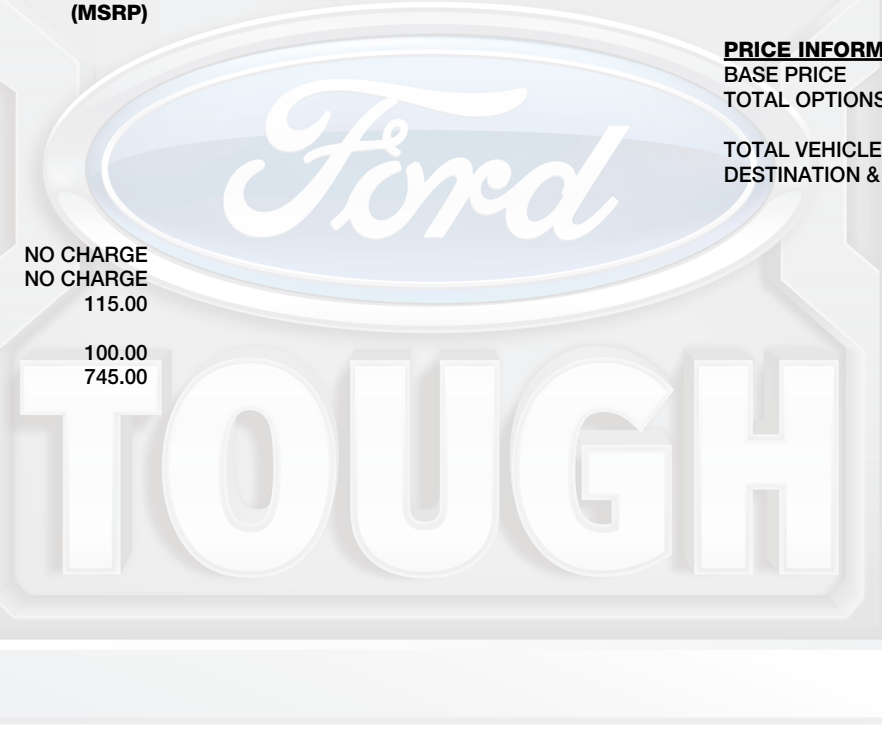 (MSRP)
PRICE INFORM
BASE PRICE
TOTAL OPTIONS
TOTAL VEHICLE
DESTINATION &
Ford
NO CHARGE
NO CHARGE
115.00
100.00
745.00
TOUGH